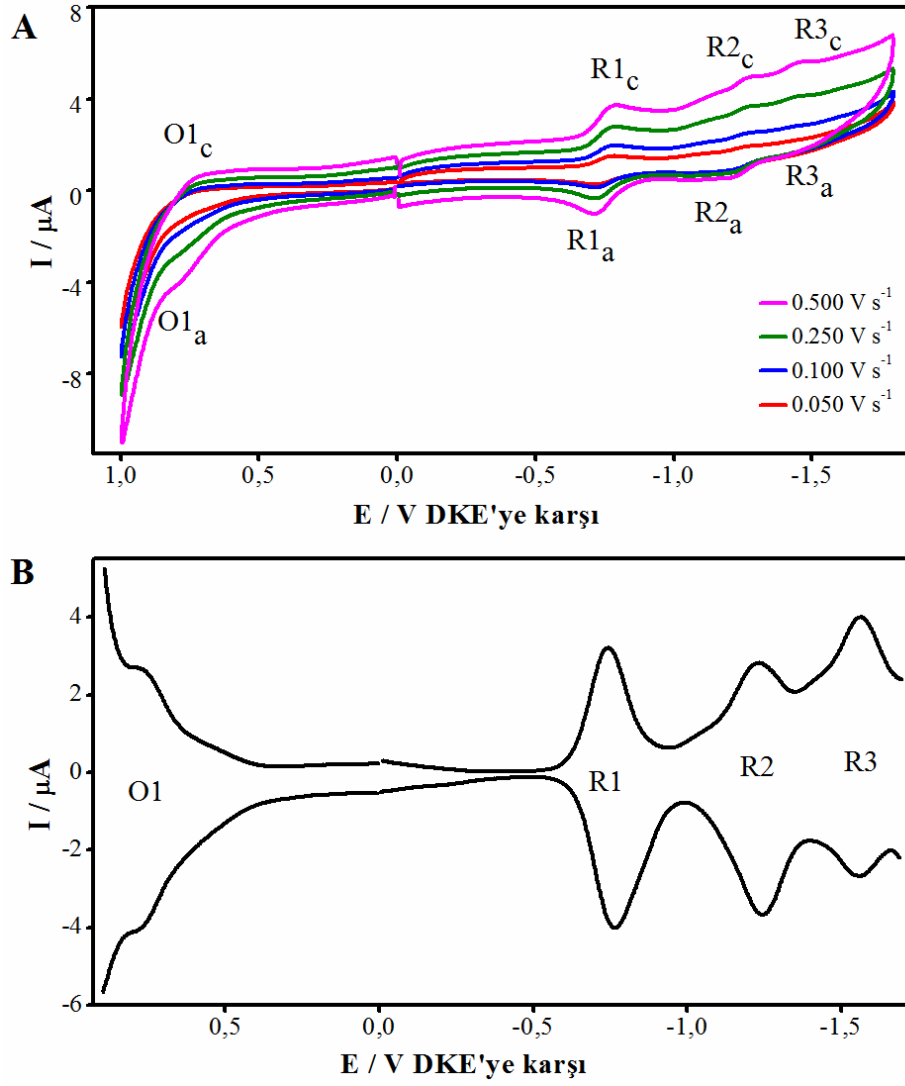 A
8
4
0
-4
-8
I / µA
O1c
R1c
R2c
R3c
O1a
R1a
R2a
R3a
0.500 V s-1
0.250 V s-1
0.100 V s-1
0.050 V s-1
1,0 0,5 0,0 -0,5 -1,0 -1,5
E / V DKE'ye karşı
B
4
2
0
-2
-4
-6
I / µA
O1
R1
R2
R3
0,5 0,0 -0,5 -1,0 -1,5
E / V DKE'ye karşı